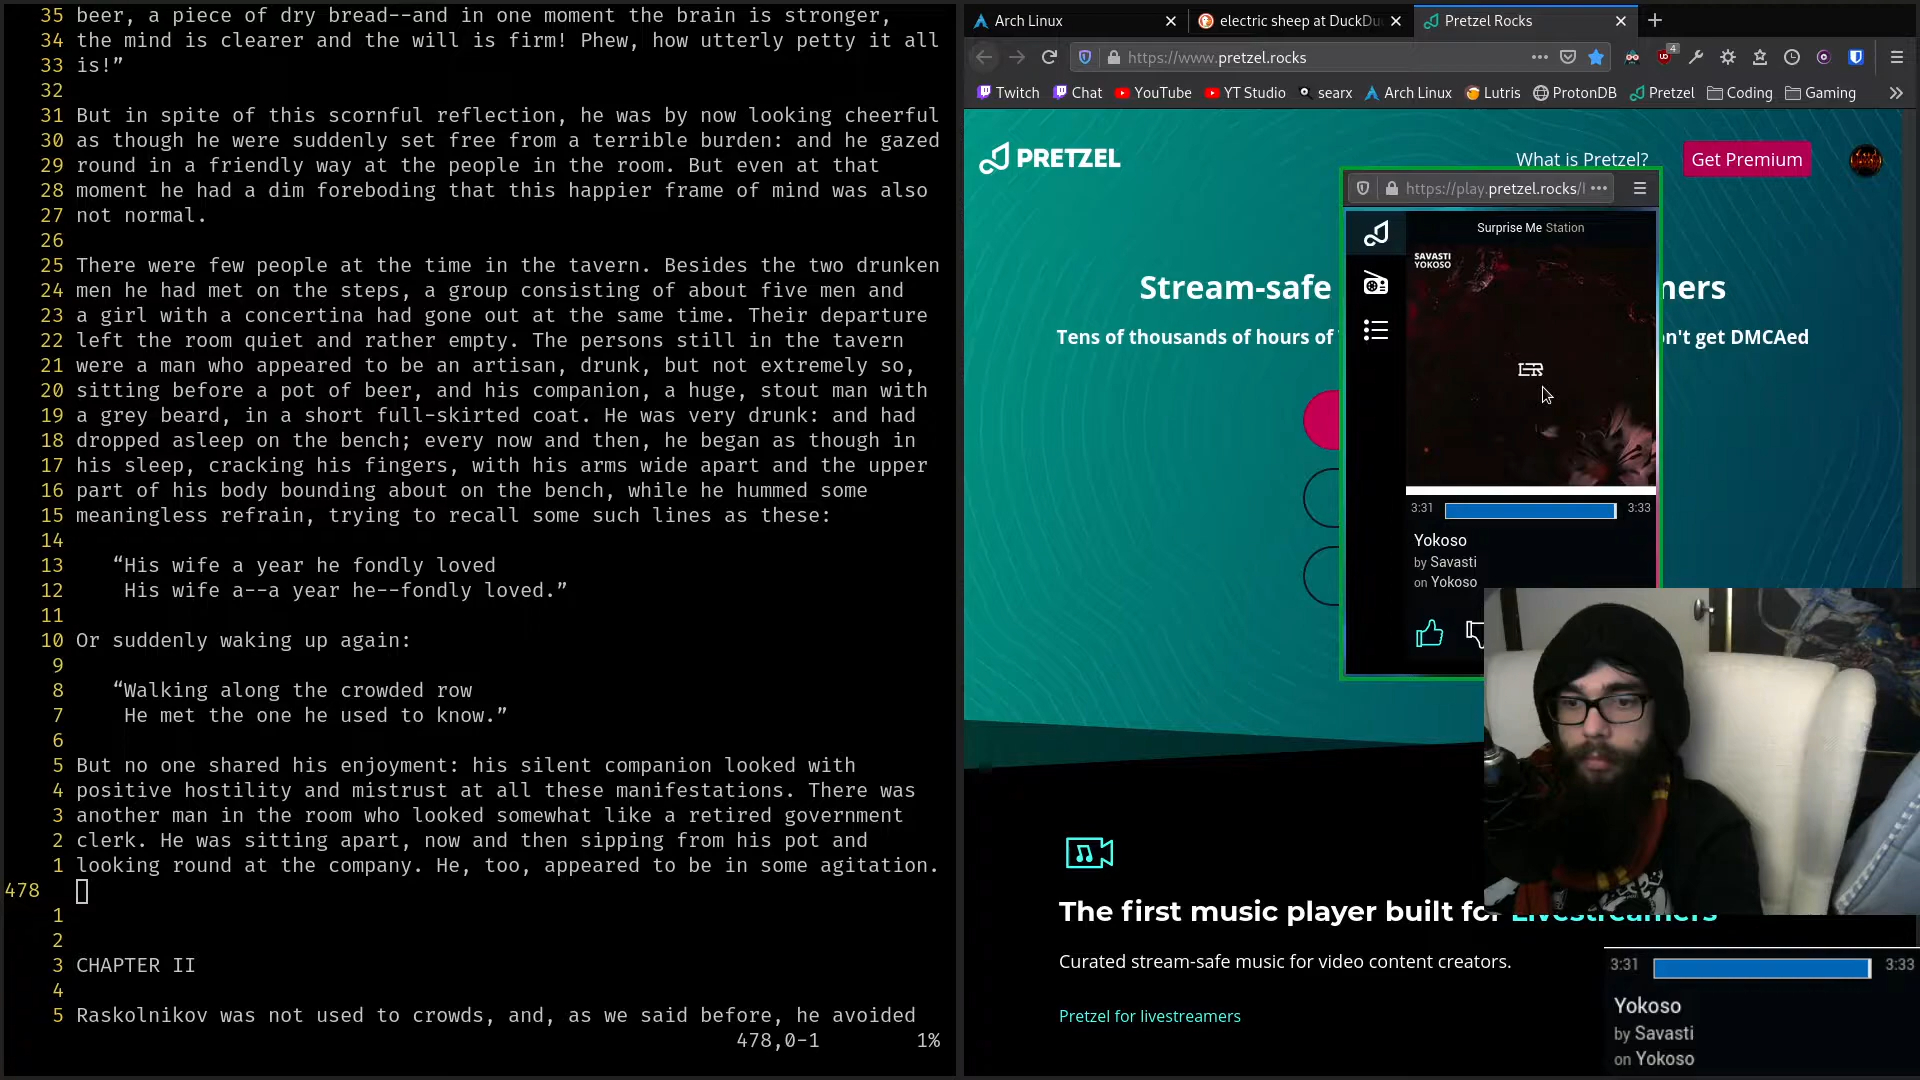 35 beer, a piece of dry bread--and in one moment the brain is stronger,
34 the mind is clearer and the will is firm! Phew, how utterly petty it all
33 is!”
32
31 But in spite of this scornful reflection, he was by now looking cheerful
30 as though he were suddenly set free from a terrible burden: and he gazed
29 round in a friendly way at the people in the room. But even at that
28 moment he had a dim foreboding that this happier frame of mind was also
27 not normal.
26
25 There were few people at the time in the tavern. Besides the two drunken
24 men he had met on the steps, a group consisting of about five men and
23 a girl with a concertina had gone out at the same time. Their departure
22 left the room quiet and rather empty. The persons still in the tavern
21 were a man who appeared to be an artisan, drunk, but not extremely so,
20 sitting before a pot of beer, and his companion, a huge, stout man with
19 a grey beard, in a short full-skirted coat. He was very drunk: and had
18 dropped asleep on the bench; every now and then, he began as though in
17 his sleep, cracking his fingers, with his arms wide apart and the upper
16 part of his body bounding about on the bench, while he hummed some
15 meaningless refrain, trying to recall some such lines as these:
14
13 “His wife a year he fondly loved
12 His wife a--a year he--fondly loved.”
11
10 Or suddenly waking up again:
9
8 “Walking along the crowded row
7 He met the one he used to know.”
6
5 But no one shared his enjoyment: his silent companion looked with
4 positive hostility and mistrust at all these manifestations. There was
3 another man in the room who looked somewhat like a retired government
2 clerk. He was sitting apart, now and then sipping from his pot and
1 looking round at the company. He, too, appeared to be in some agitation.
478
1
2
3 CHAPTER II
4
5 Raskolnikov was not used to crowds, and, as we said before, he avoided
478,0-1 1%
Arch Linux electric sheep at DuckDu Pretzel Rocks
https://www.pretzel.rocks 4
Twitch Chat YouTube YT Studio searx Arch Linux Lutris ProtonDB Pretzel Coding Gaming
PRETZEL What is Pretzel? Get Premium
https://play.pretzel.rocks/
Surprise Me Station
SAVASTI
YOKOSO
Stream-safe
Tens of thousands of hours of n't get DMCAed
3:31 3:33
Yokoso
by Savasti
on Yokoso
The first music player built for Livestreamers
Curated stream-safe music for video content creators.
Pretzel for livestreamers
3:31 3:33
Yokoso
by Savasti
on Yokoso